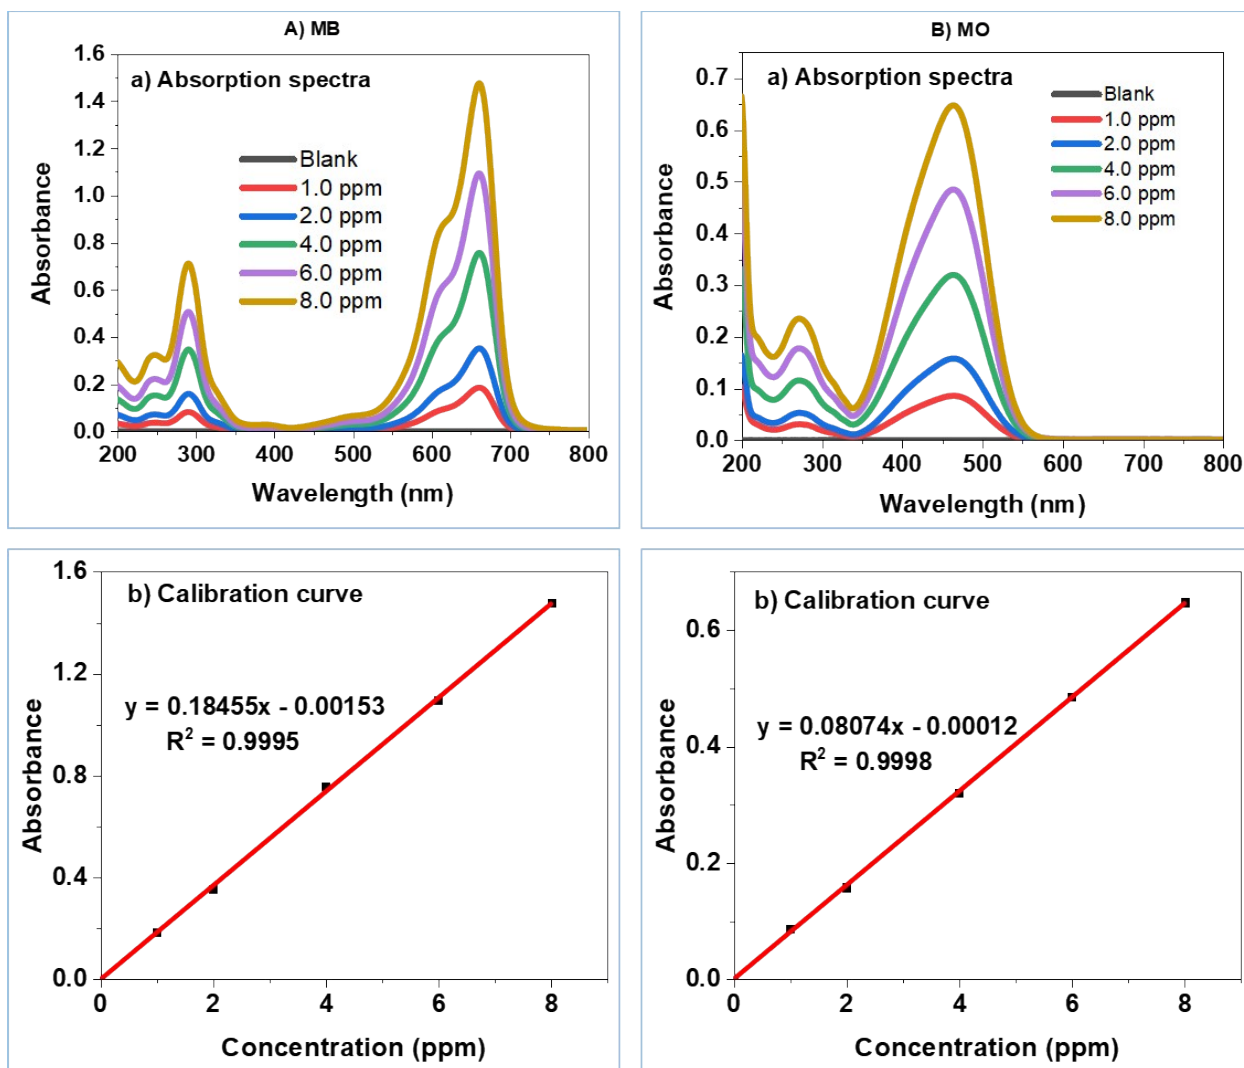 A) MB
a) Absorption spectra
1.6
1.4
1.2
1.0
0.8
0.6
0.4
0.2
0.0
Absorbance
Blank
1.0 ppm
2.0 ppm
4.0 ppm
6.0 ppm
8.0 ppm
200 300 400 500 600 700 800
Wavelength (nm)
B) MO
a) Absorption spectra
0.7
0.6
0.5
0.4
0.3
0.2
0.1
0.0
Absorbance
Blank
1.0 ppm
2.0 ppm
4.0 ppm
6.0 ppm
8.0 ppm
200 300 400 500 600 700 800
Wavelength (nm)
b) Calibration curve
1.6
1.2
0.8
0.4
0.0
Absorbance
y = 0.18455x - 0.00153
R² = 0.9995
0 2 4 6 8
Concentration (ppm)
b) Calibration curve
0.6
0.4
0.2
0.0
Absorbance
y = 0.08074x - 0.00012
R² = 0.9998
0 2 4 6 8
Concentration (ppm)